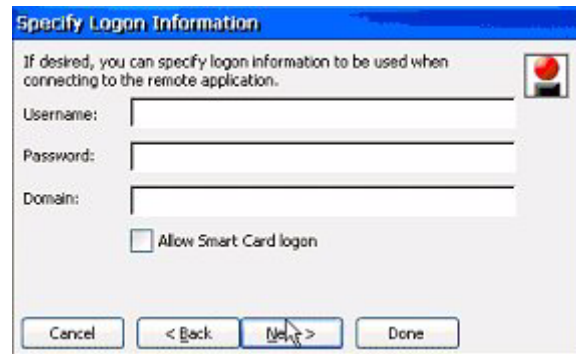 Specify Logon Information
If desired, you can specify logon information to be used when
connecting to the remote application.
Username:
Password:
Domain:
Allow Smart Card logon
Cancel
< Back
Next >
Done